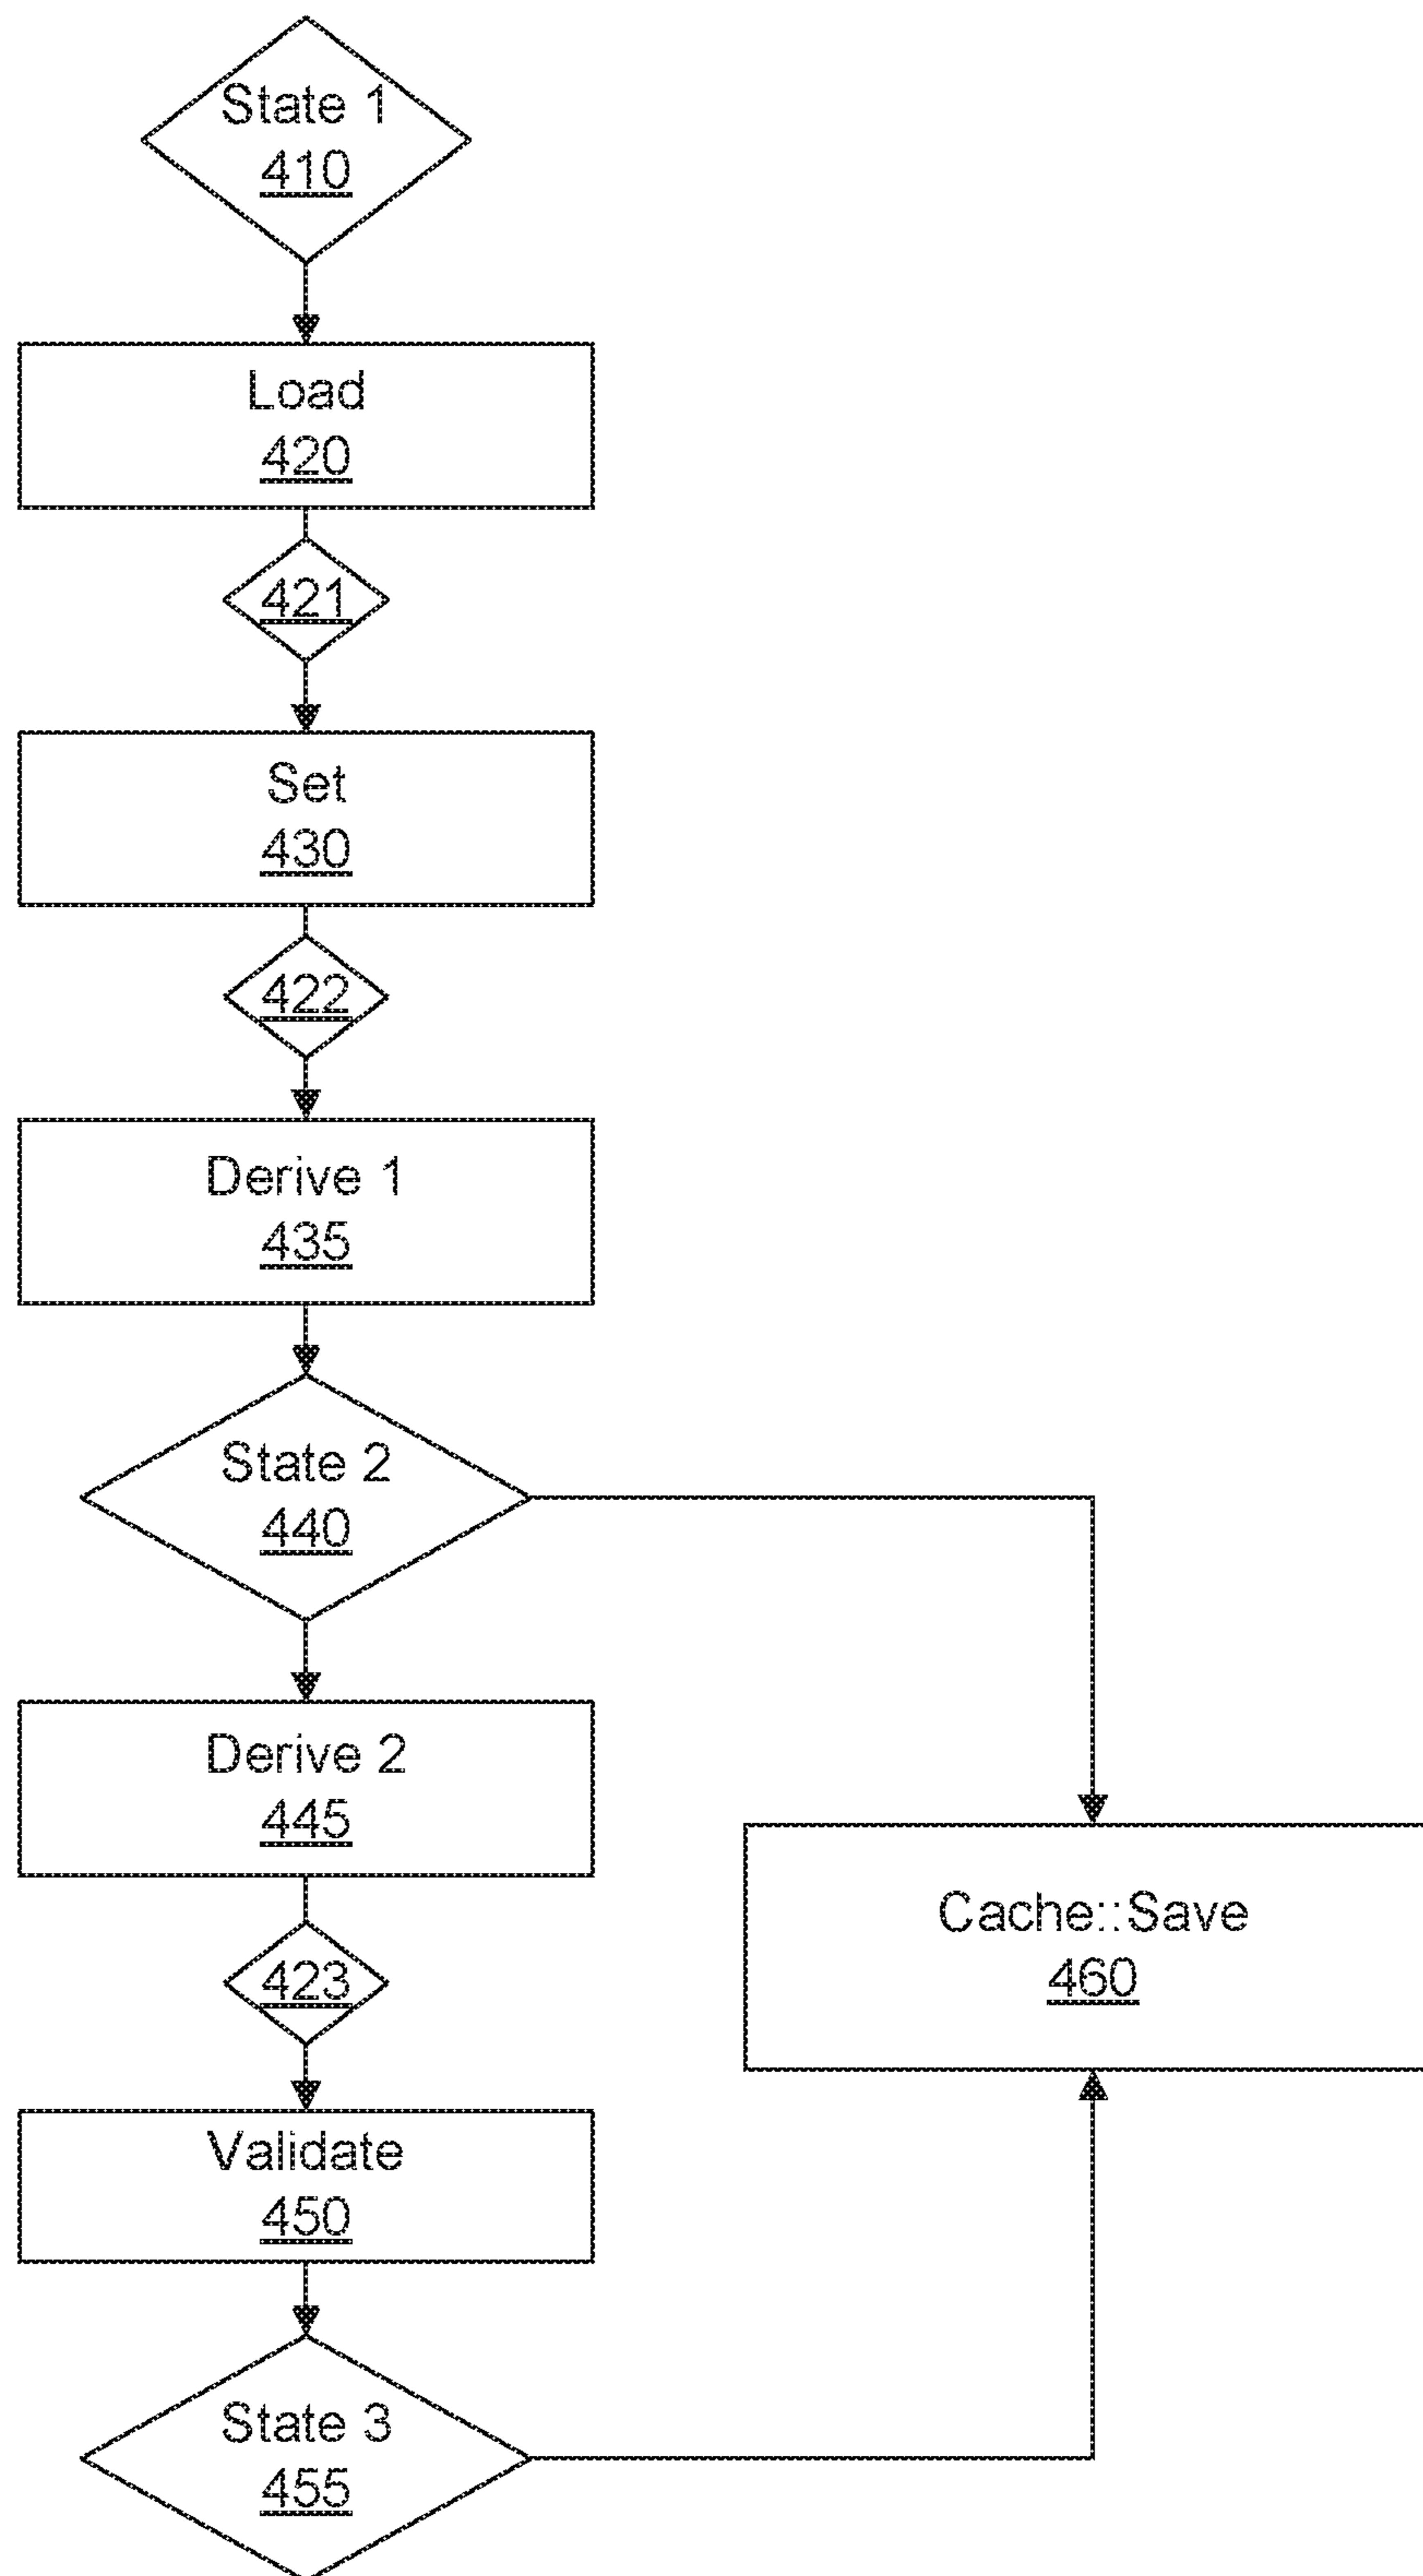 State 1
410
Load
420
421
Set
430
422
Derive 1
435
State 2
440
Derive 2
445
Cache::Save
460
423
Validate
450
State 3
455